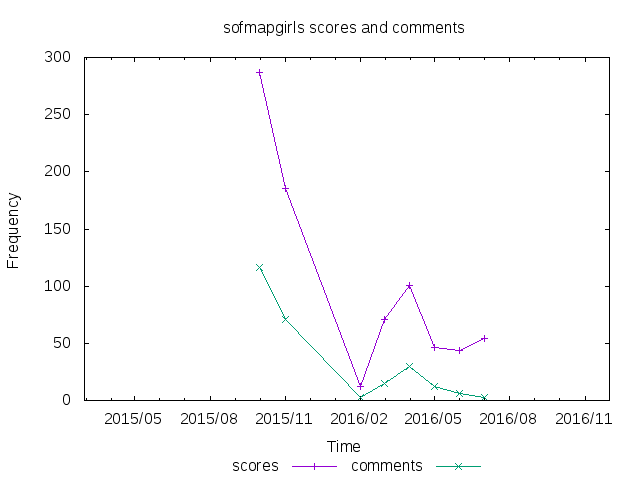 sofmapgirls scores and comments
300
250
200
150
100
50
0
Frequency
2015/05 2015/08 2015/11 2016/02 2016/05 2016/08 2016/11
Time
scores comments